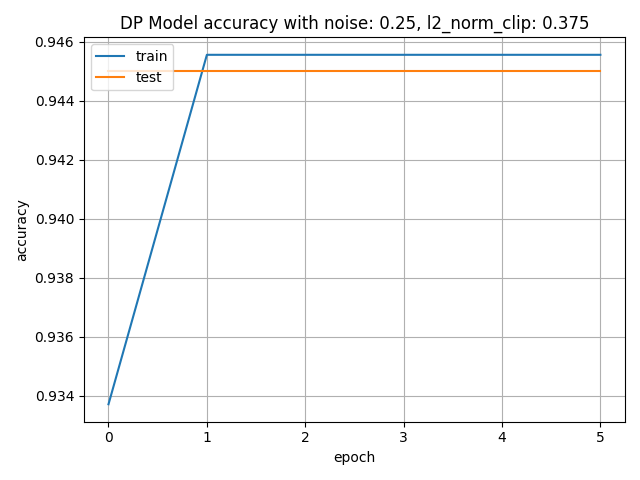 DP Model accuracy with noise: 0.25, l2_norm_clip: 0.375
train
test
0.946
0.944
0.942
0.940
0.938
0.936
0.934
accuracy
0 1 2 3 4 5
epoch